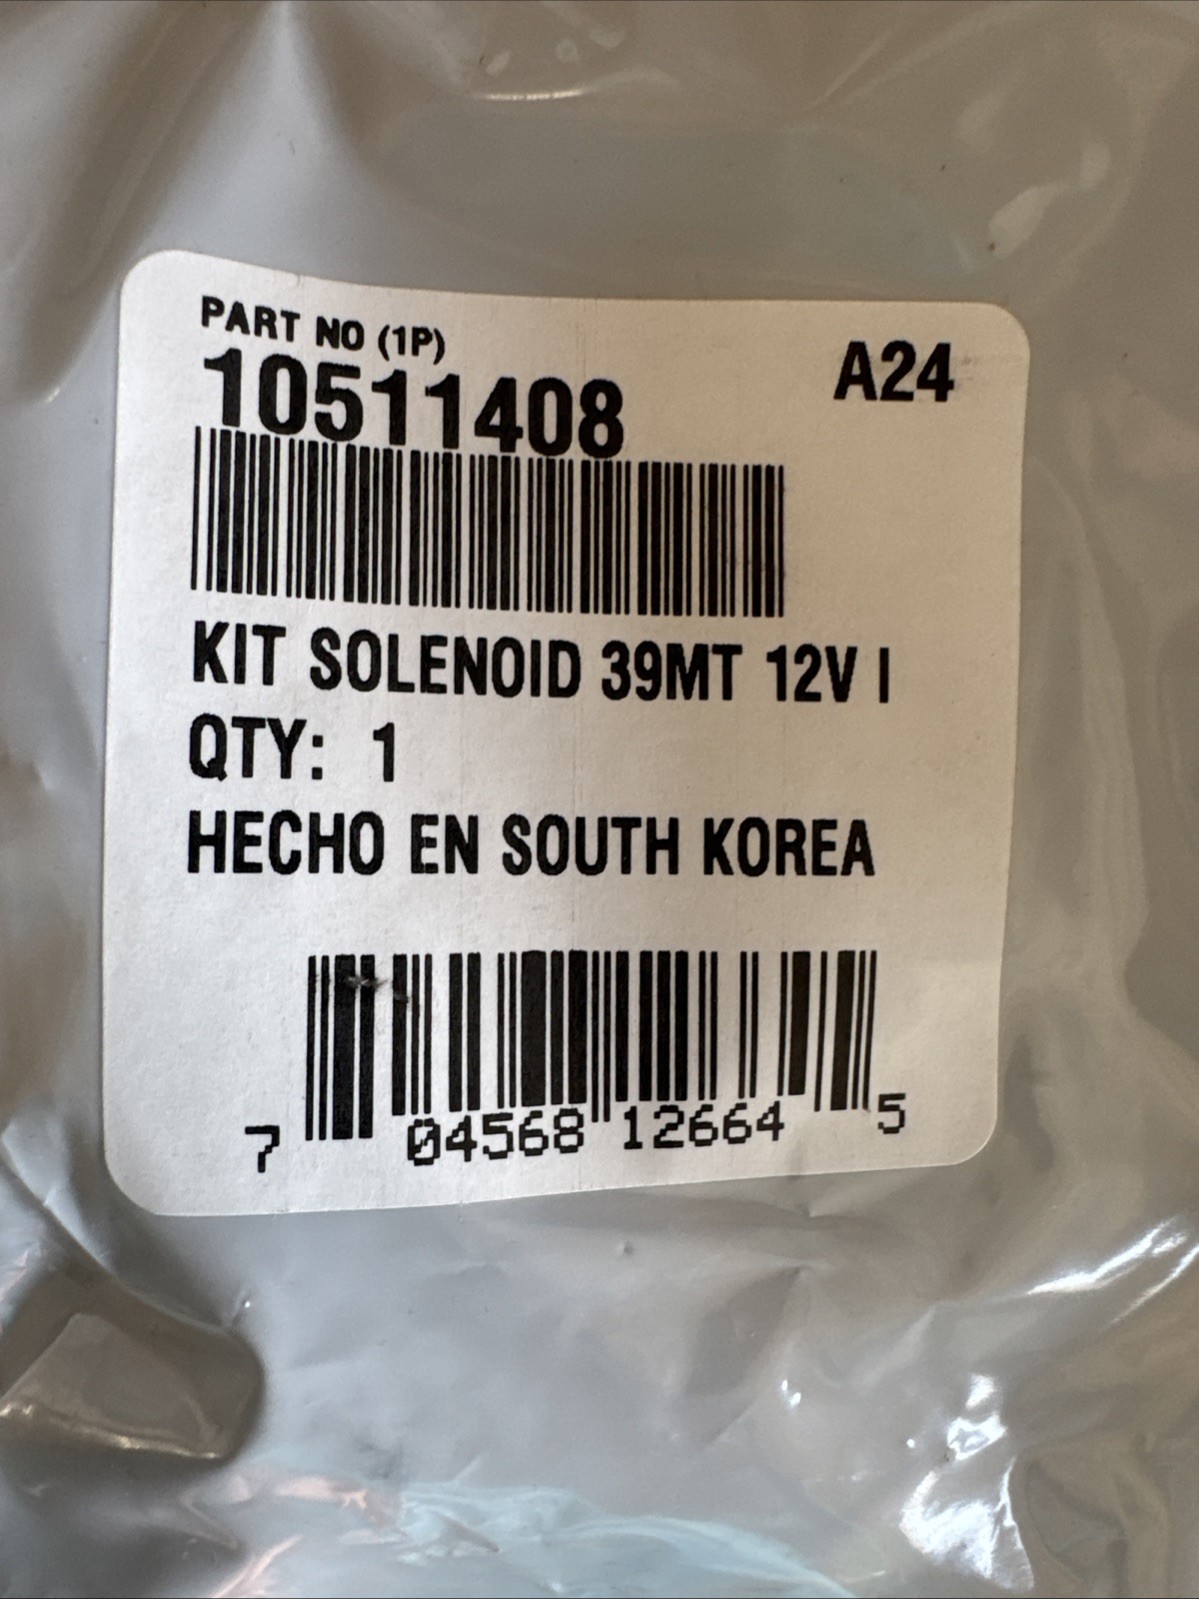 PART NO (1P)
A24
10511408
KIT SOLENOID 39MT 12V I
QTY: 1
HECHO EN SOUTH KOREA
7 04568 12664 5